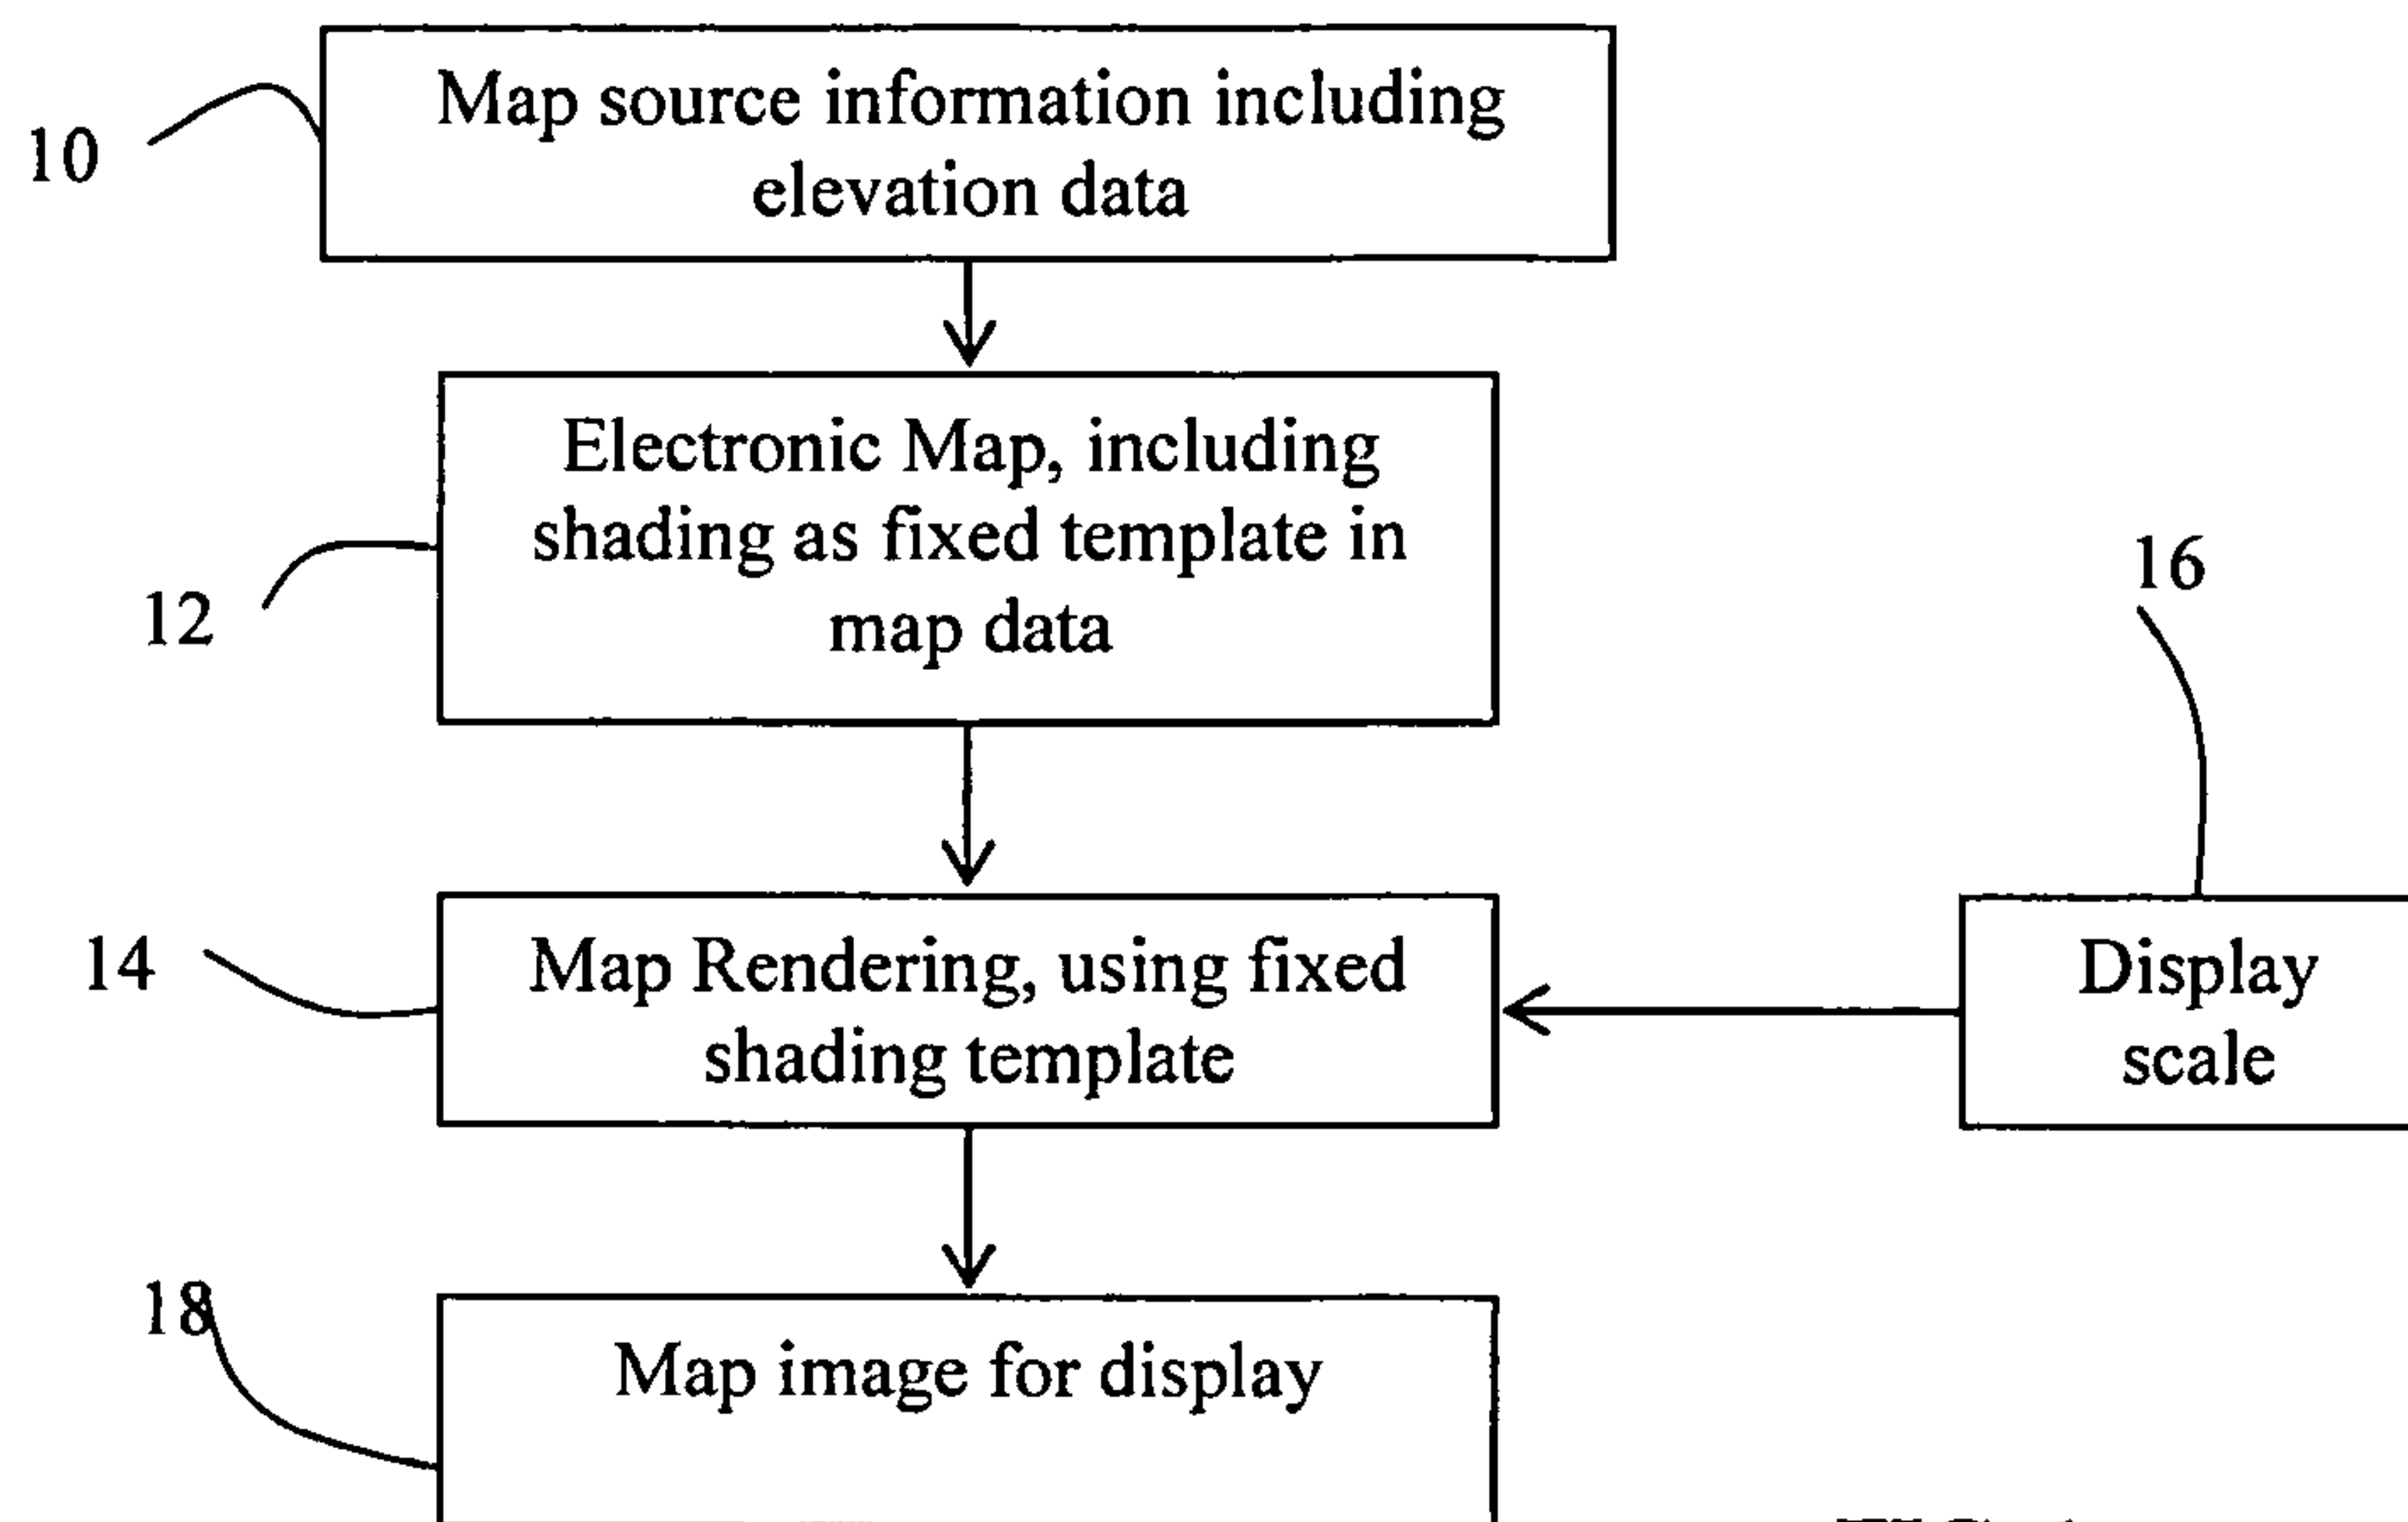 Map source information including
elevation data
10
Electronic Map, including
shading as fixed template in
map data
12
16
14
Map Rendering, using fixed
shading template
Display
scale
18
Map image for display